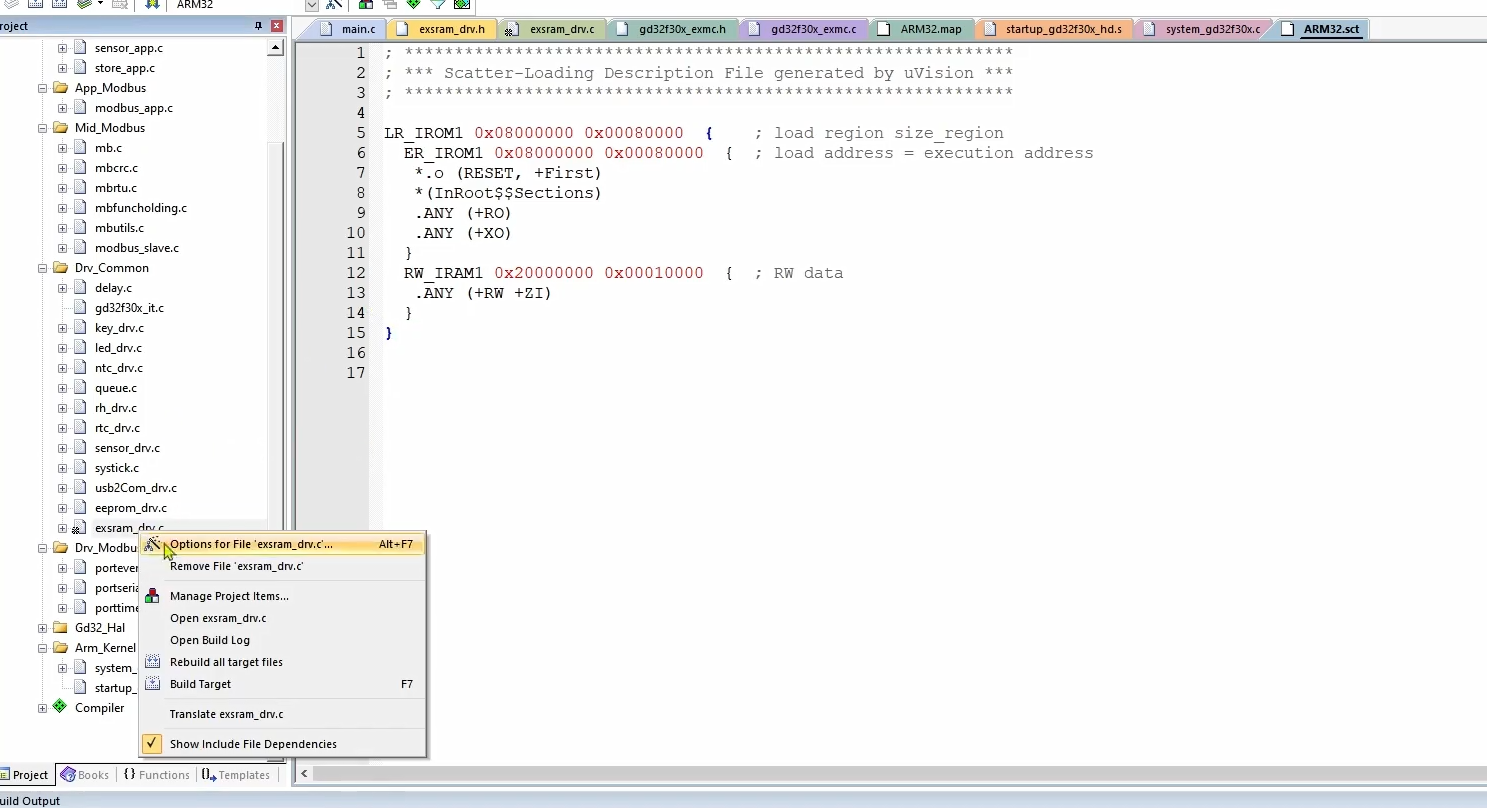 ARM32
roject
sensor_app.c
store_app.c
App_Modbus
modbus_app.c
Mid_Modbus
mb.c
mbcrc.c
mbrtu.c
mbfuncholding.c
mbutils.c
modbus_slave.c
Drv_Common
delay.c
gd32f30x_it.c
key_drv.c
led_drv.c
ntc_drv.c
queue.c
rh_drv.c
rtc_drv.c
sensor_drv.c
systick.c
usb2Com_drv.c
eeprom_drv.c
exsram_drv.c
Drv_Modbu
portever
portseria
porttime
Gd32_Hal
Arm_Kernel
system_
startup_
Compiler
Options for File 'exsram_drv.c'... Alt+F7
Remove File 'exsram_drv.c'
Manage Project Items...
Open exsram_drv.c
Open Build Log
Rebuild all target files
Build Target F7
Translate exsram_drv.c
Show Include File Dependencies
Project Books {} Functions Templates
uild Output
main.c exsram_drv.h exsram_drv.c gd32f30x_exmc.h gd32f30x_exmc.c ARM32.map startup_gd32f30x_hd.s system_gd32f30x.c ARM32.sct
1 ; *************************************************************
2 ; *** Scatter-Loading Description File generated by uVision ***
3 ; *************************************************************
4
5 LR_IROM1 0x08000000 0x00080000 { ; load region size_region
6 ER_IROM1 0x08000000 0x00080000 { ; load address = execution address
7 *.o (RESET, +First)
8 *(InRoot$$Sections)
9 .ANY (+RO)
10 .ANY (+XO)
11 }
12 RW_IRAM1 0x20000000 0x00010000 { ; RW data
13 .ANY (+RW +ZI)
14 }
15 }
16
17